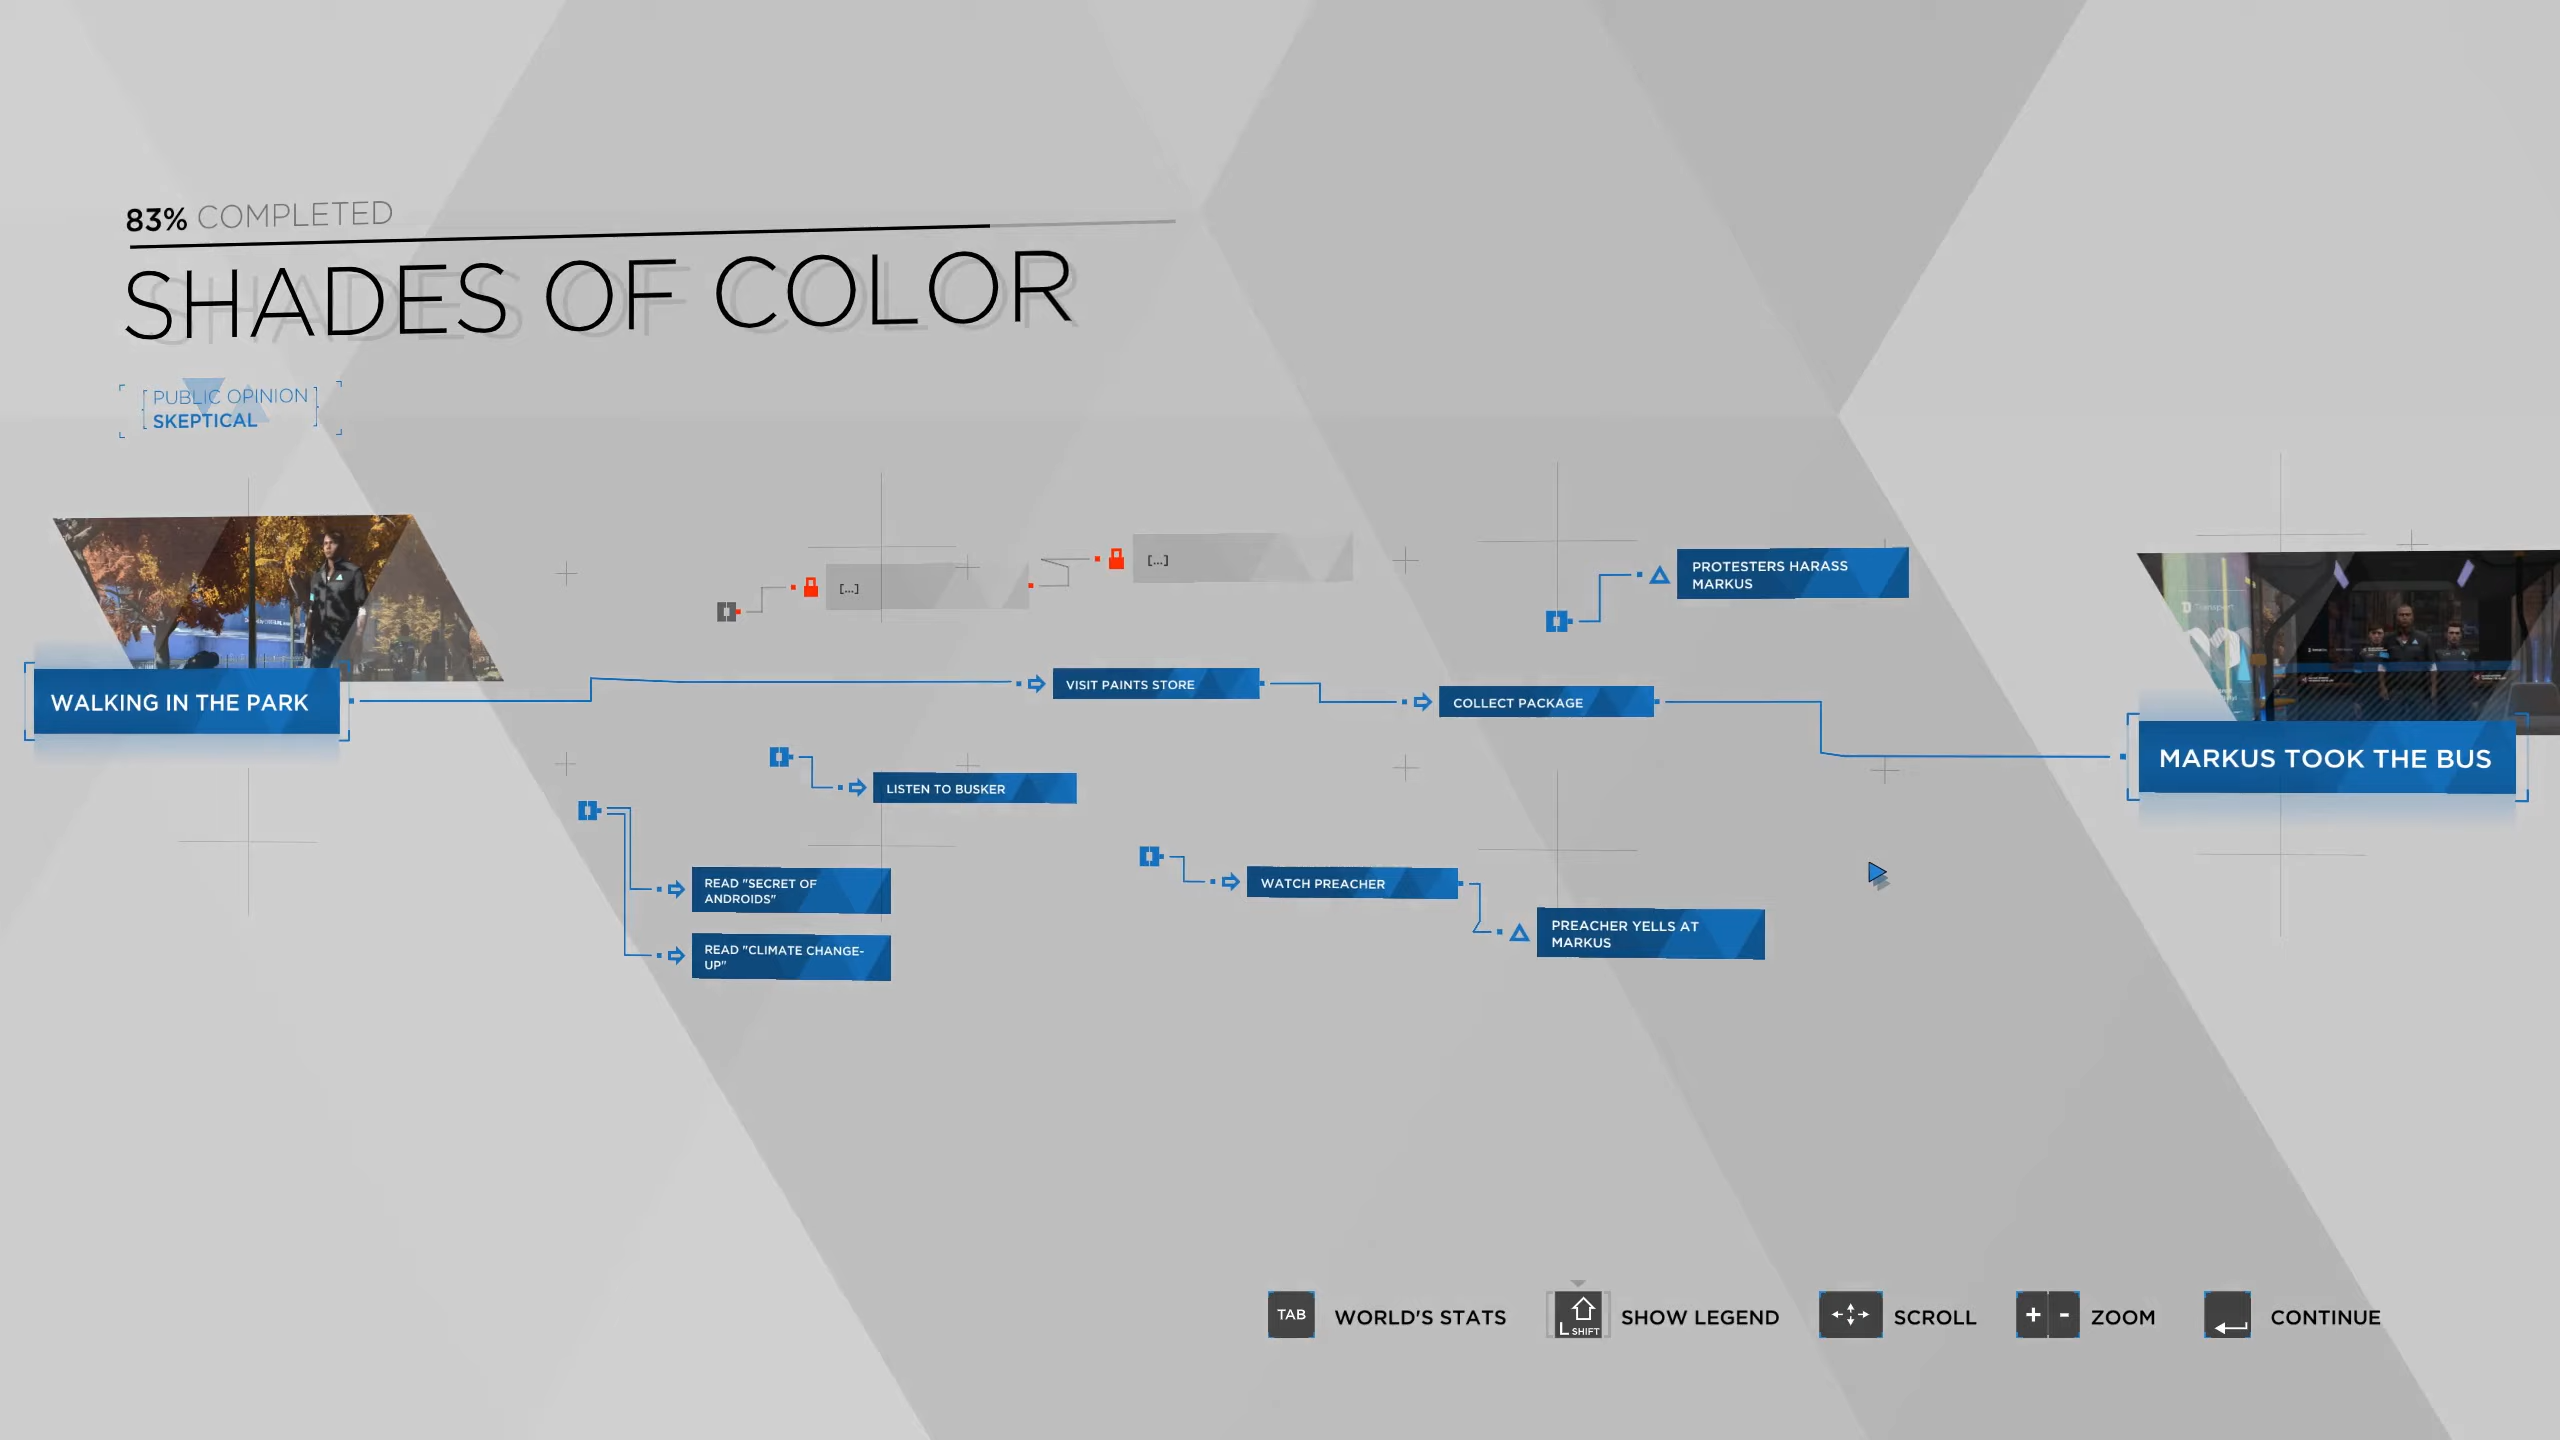 83% COMPLETED
SHADES OF COLOR
PUBLIC OPINION
SKEPTICAL
[...]
[...]
PROTESTERS HARASS
MARKUS
WALKING IN THE PARK
VISIT PAINTS STORE
COLLECT PACKAGE
MARKUS TOOK THE BUS
LISTEN TO BUSKER
READ "SECRET OF
ANDROIDS"
WATCH PREACHER
PREACHER YELLS AT
MARKUS
READ "CLIMATE CHANGE-
UP"
Transport
TAB WORLD'S STATS
L SHIFT SHOW LEGEND
SCROLL
+ - ZOOM
CONTINUE